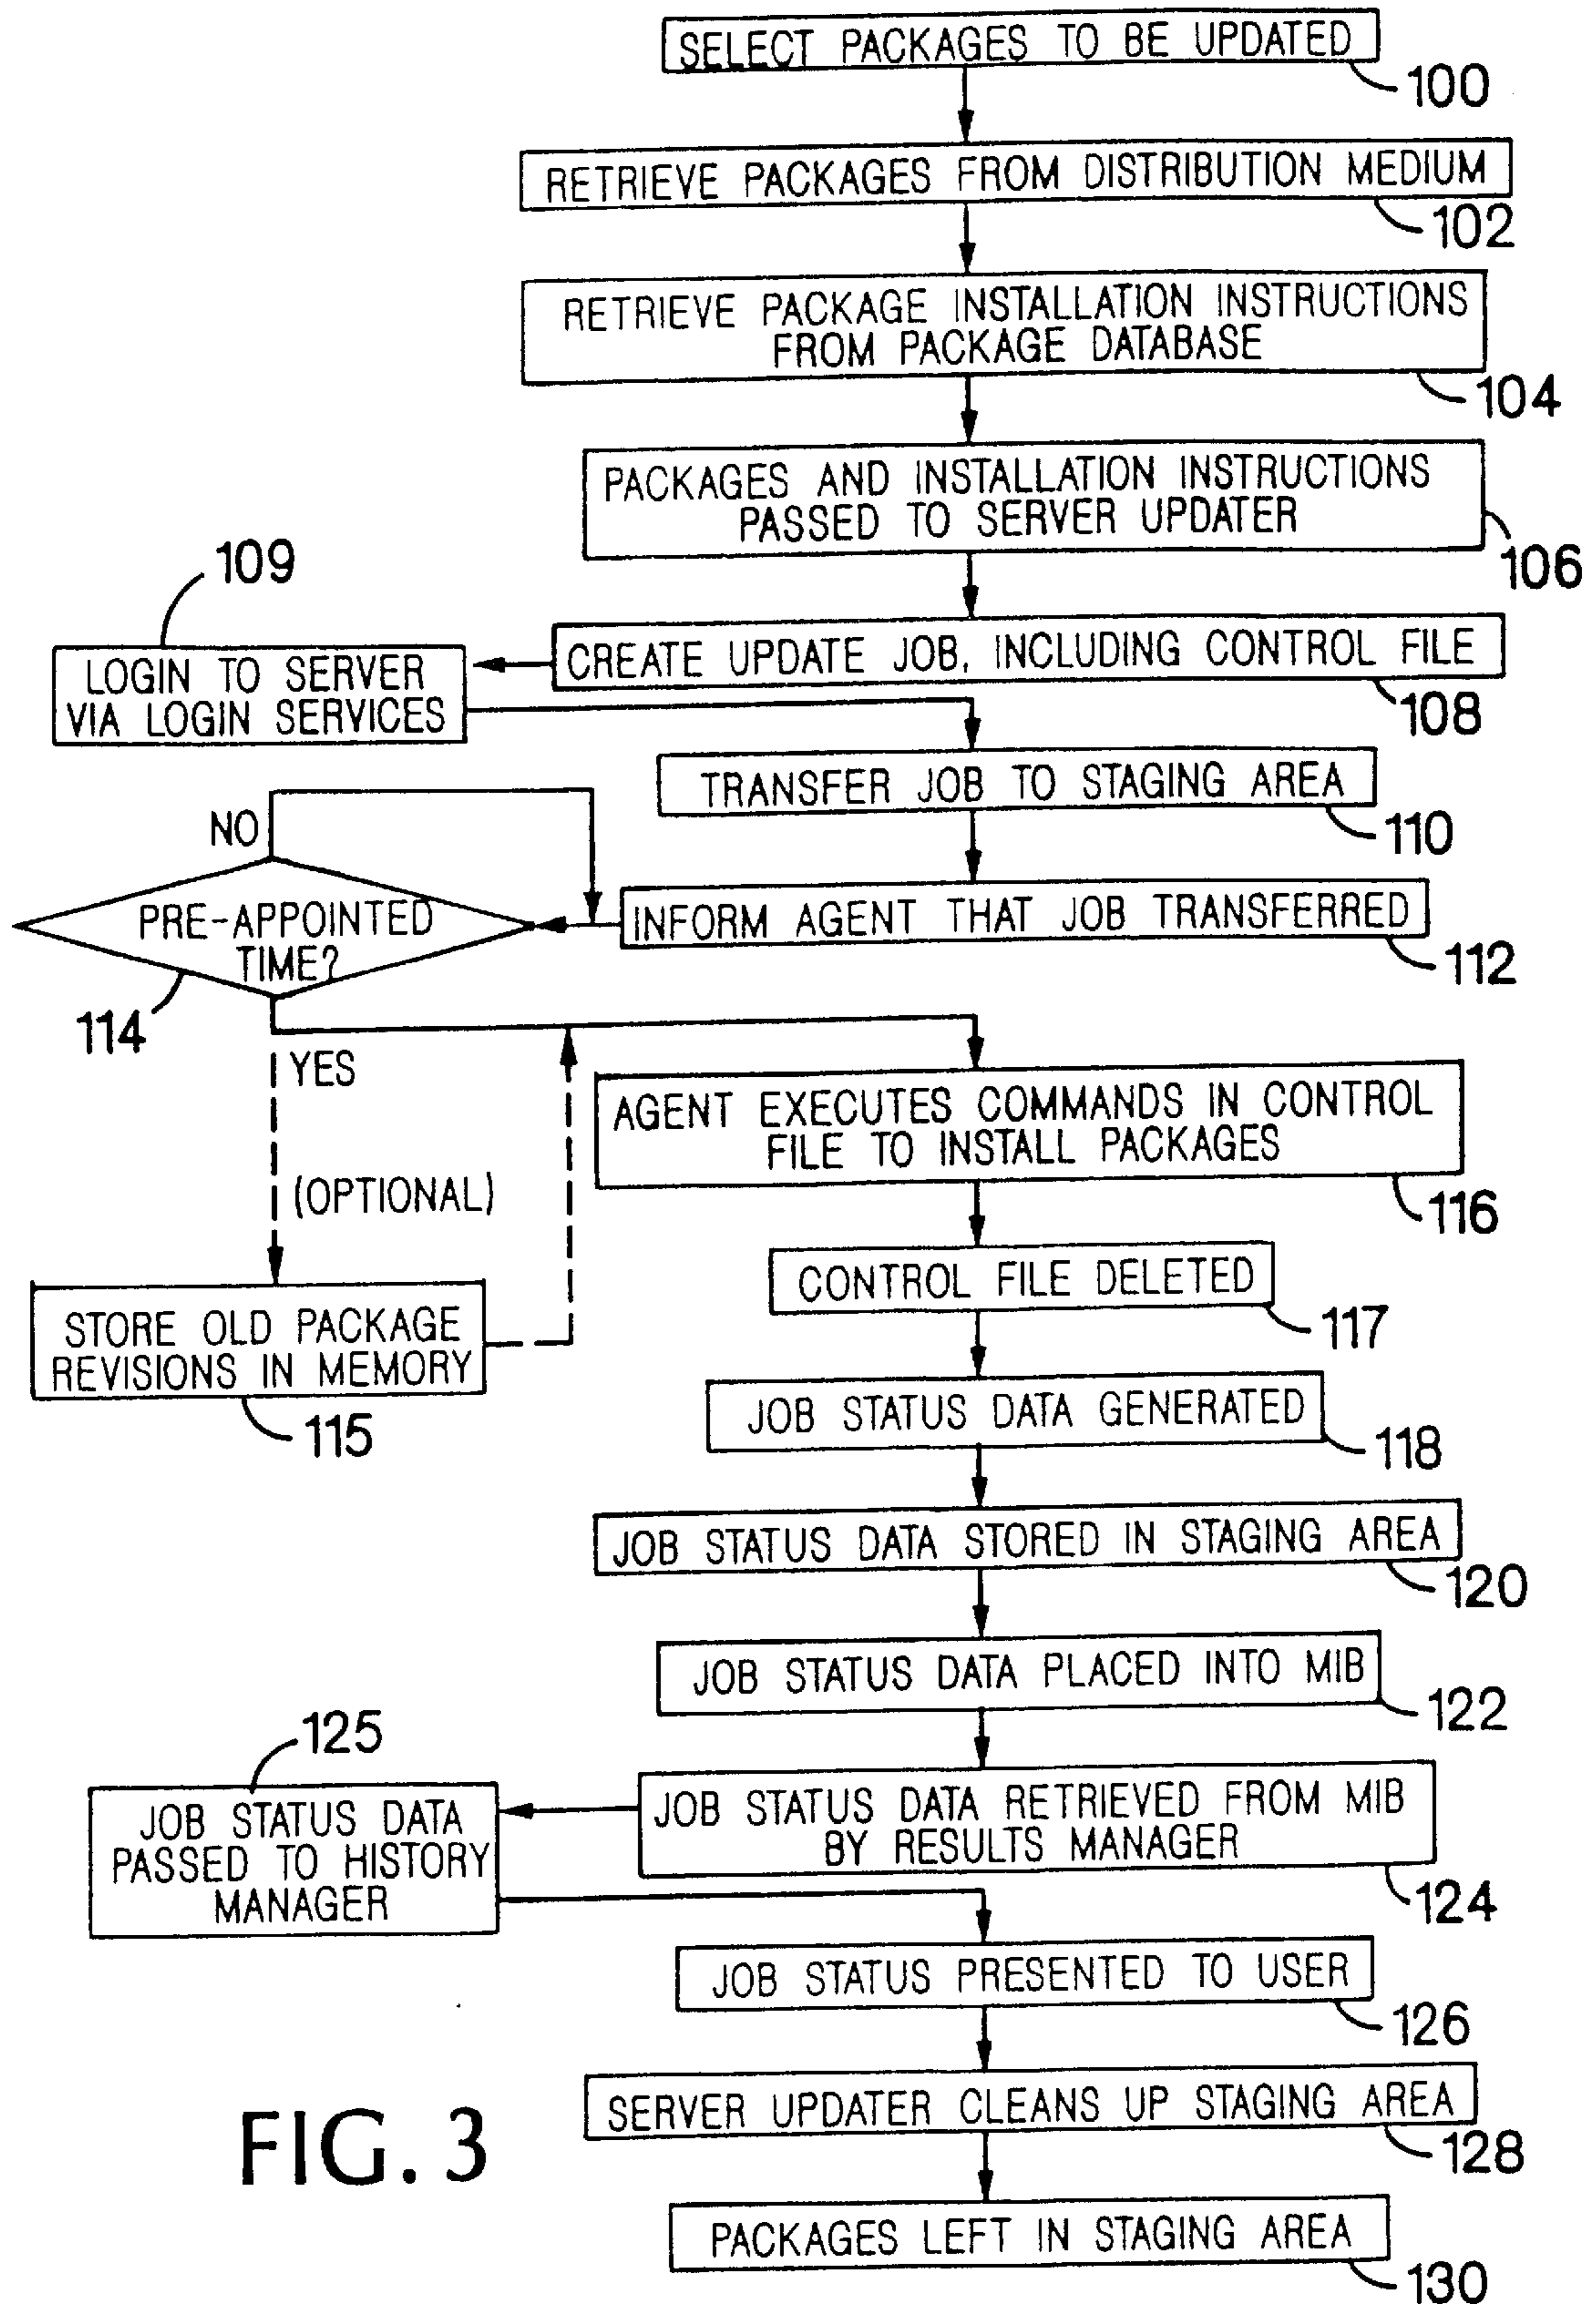 SELECT PACKAGES TO BE UPDATED
100
RETRIEVE PACKAGES FROM DISTRIBUTION MEDIUM
102
RETRIEVE PACKAGE INSTALLATION INSTRUCTIONS
FROM PACKAGE DATABASE
104
PACKAGES AND INSTALLATION INSTRUCTIONS
PASSED TO SERVER UPDATER
106
CREATE UPDATE JOB, INCLUDING CONTROL FILE
108
109
LOGIN TO SERVER
VIA LOGIN SERVICES
TRANSFER JOB TO STAGING AREA
110
INFORM AGENT THAT JOB TRANSFERRED
112
NO
PRE-APPOINTED
TIME?
114
YES
(OPTIONAL)
STORE OLD PACKAGE
REVISIONS IN MEMORY
115
AGENT EXECUTES COMMANDS IN CONTROL
FILE TO INSTALL PACKAGES
116
CONTROL FILE DELETED
117
JOB STATUS DATA GENERATED
118
JOB STATUS DATA STORED IN STAGING AREA
120
JOB STATUS DATA PLACED INTO MIB
122
JOB STATUS DATA RETRIEVED FROM MIB
BY RESULTS MANAGER
124
125
JOB STATUS DATA
PASSED TO HISTORY
MANAGER
JOB STATUS PRESENTED TO USER
126
SERVER UPDATER CLEANS UP STAGING AREA
128
PACKAGES LEFT IN STAGING AREA
130
FIG. 3